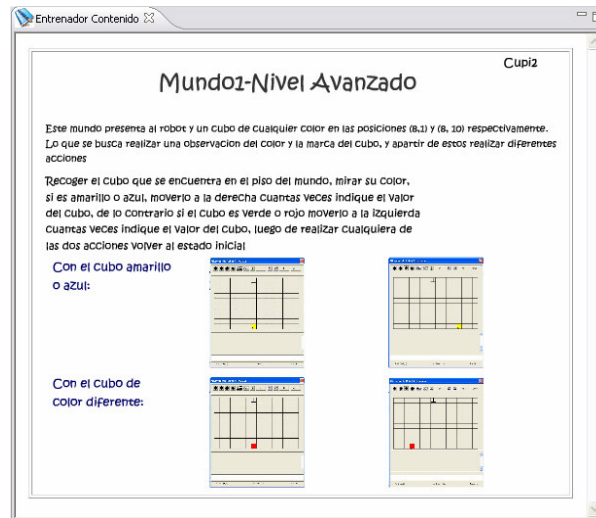 Entrenador Contenido
Cupi2
Mundo1-Nivel Avanzado
Este mundo presenta al robot y un cubo de cualquier color en las posiciones (8,1) y (8, 10) respectivamente.
Lo que se busca realizar una observacion del color y la marca del cubo, y apartir de estos realizar diferentes
acciones
Recoger el cubo que se encuentra en el piso del mundo, mirar su color,
si es amarillo o azul, moverlo a la derecha cuantas veces indique el valor
del cubo, de lo contrario si el cubo es verde o rojo moverlo a la izquierda
cuantas veces indique el valor del cubo, luego de realizar cualquiera de
las dos acciones volver al estado inicial
Con el cubo amarillo
o azul:
Con el cubo de
color diferente: